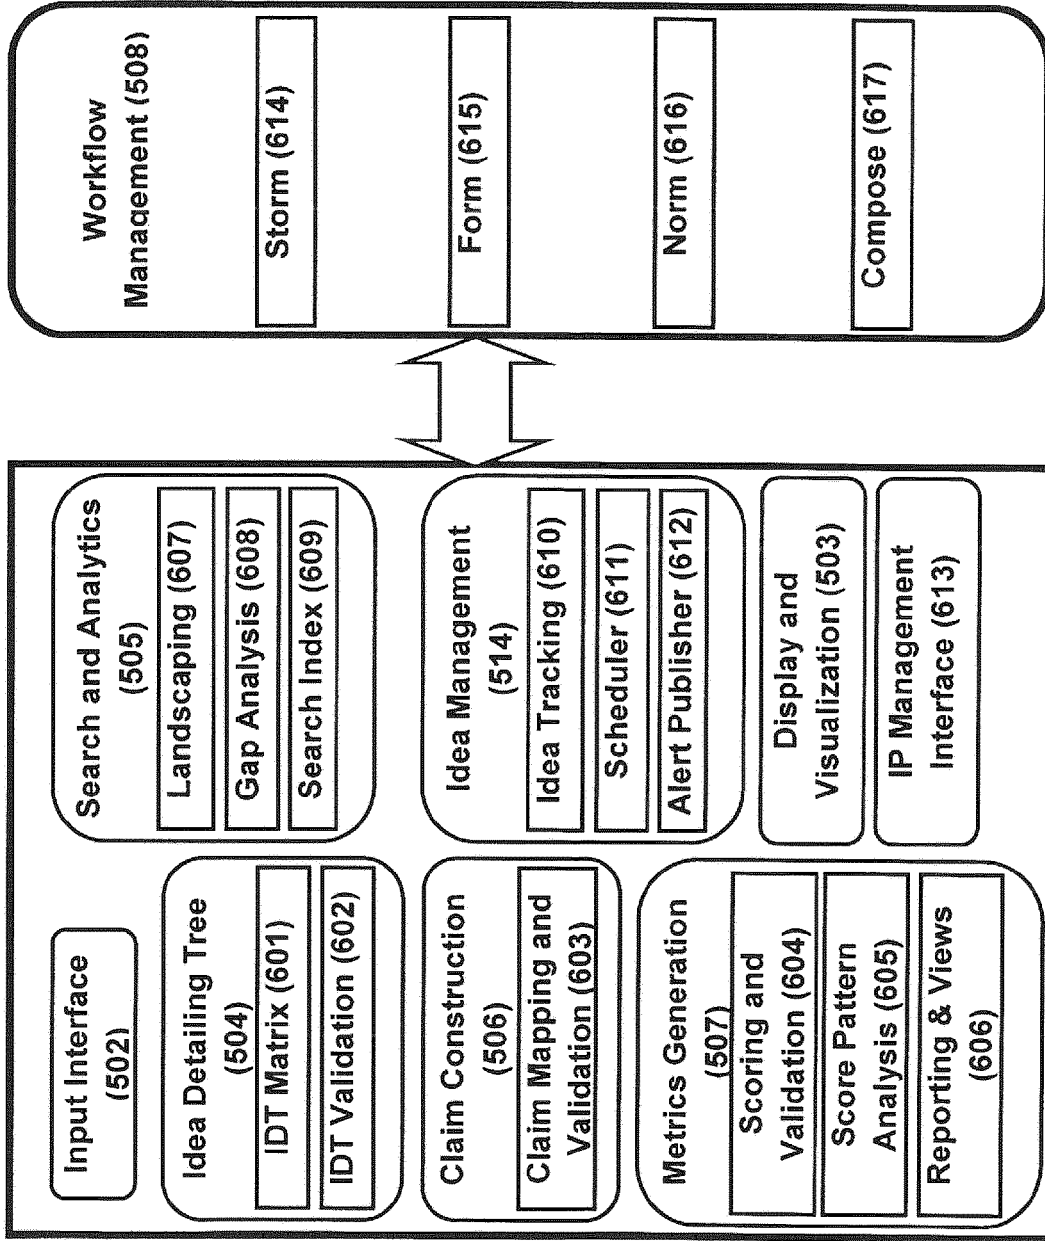 Input Interface
(502)
Idea Detailing Tree
(504)
IDT Matrix (601)
IDT Validation (602)
Claim Construction
(506)
Claim Mapping and
Validation (603)
Metrics Generation
(507)
Scoring and
Validation (604)
Score Pattern
Analysis (605)
Reporting & Views
(606)
Search and Analytics
(505)
Landscaping (607)
Gap Analysis (608)
Search Index (609)
Idea Management
(514)
Idea Tracking (610)
Scheduler (611)
Alert Publisher (612)
Display and
Visualization (503)
IP Management
Interface (613)
Workflow
Management (508)
Storm (614)
Form (615)
Norm (616)
Compose (617)